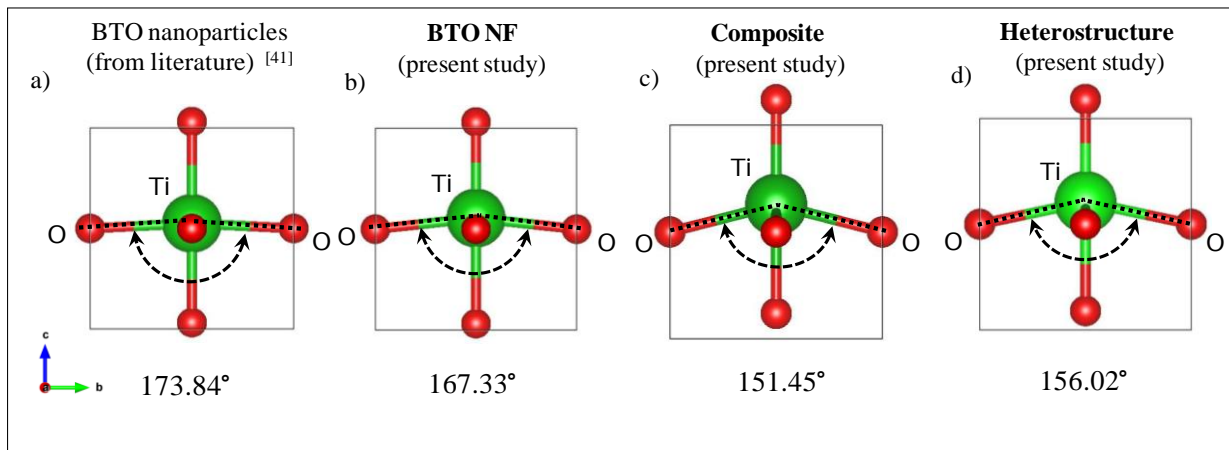 BTO nanoparticles
(from literature) [41]
BTO NF
(present study)
Composite
(present study)
Heterostructure
(present study)
a)
b)
c)
d)
Ti
O
O
Ti
O
O
Ti
O
O
Ti
O
O
c
a
b
173.84°
167.33°
151.45°
156.02°